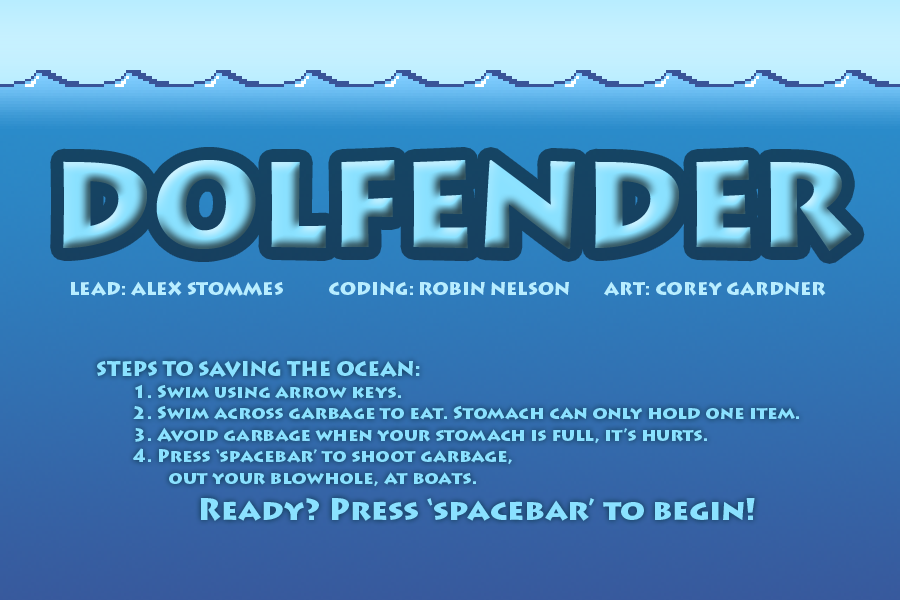 DOLFENDER
LEAD: ALEX STOMMES CODING: ROBIN NELSON ART: COREY GARDNER
STEPS TO SAVING THE OCEAN:
1. SWIM USING ARROW KEYS.
2. SWIM ACROSS GARBAGE TO EAT. STOMACH CAN ONLY HOLD ONE ITEM.
3. AVOID GARBAGE WHEN YOUR STOMACH IS FULL, IT'S HURTS.
4. PRESS ‘SPACEBAR’ TO SHOOT GARBAGE,
OUT YOUR BLOWHOLE, AT BOATS.
READY? PRESS ‘SPACEBAR’ TO BEGIN!